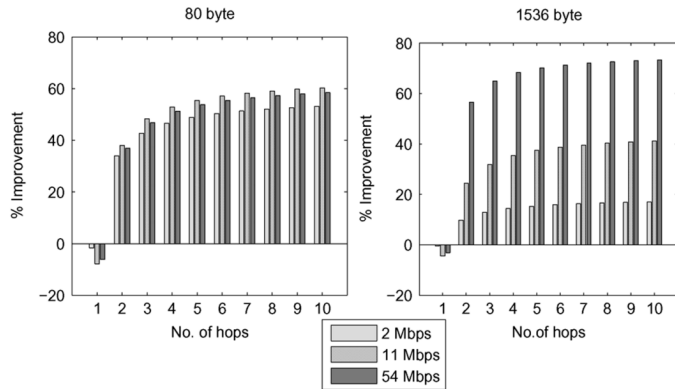 80 byte
80
60
40
20
0
−20
% Improvement
1 2 3 4 5 6 7 8 9 10
No. of hops
1536 byte
80
60
40
20
0
−20
% Improvement
1 2 3 4 5 6 7 8 9 10
No.of hops
2 Mbps
11 Mbps
54 Mbps